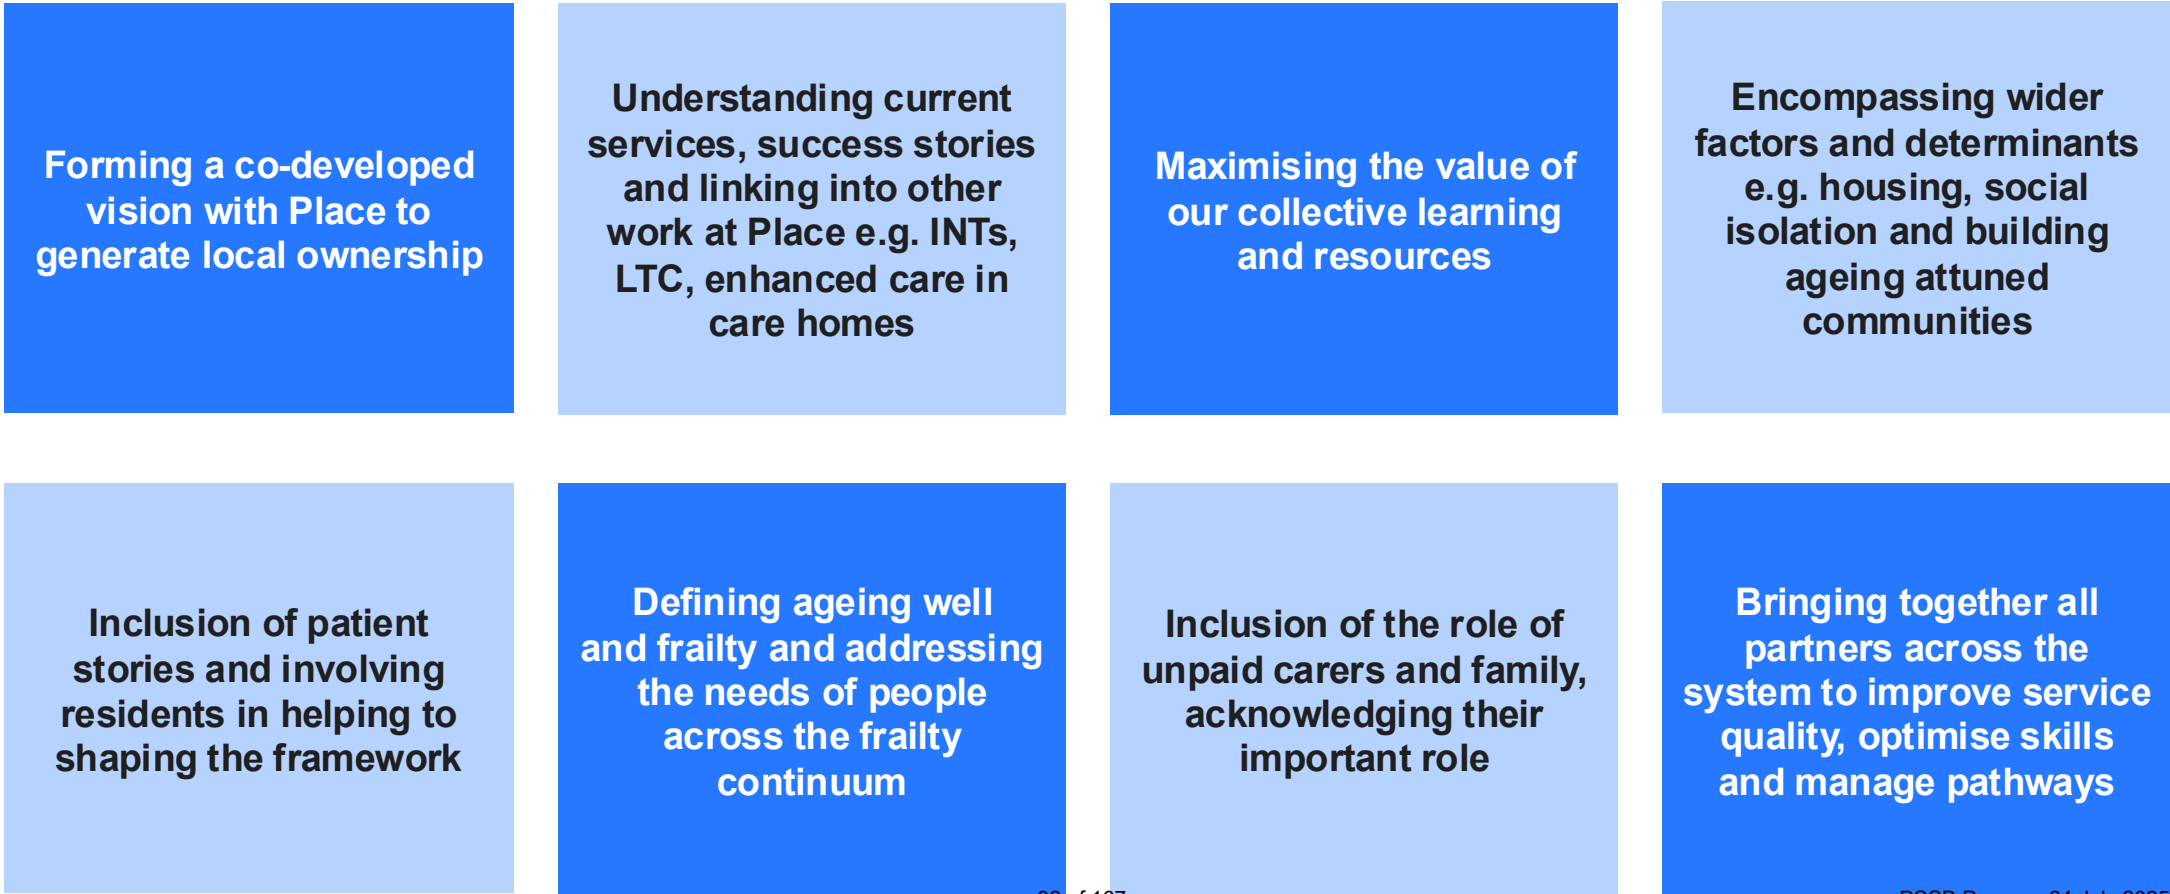 Forming a co-developed
vision with Place to
generate local ownership
Understanding current
services, success stories
and linking into other
work at Place e.g. INTs,
LTC, enhanced care in
care homes
Maximising the value of
our collective learning
and resources
Encompassing wider
factors and determinants
e.g. housing, social
isolation and building
ageing attuned
communities
Inclusion of patient
stories and involving
residents in helping to
shaping the framework
Defining ageing well
and frailty and addressing
the needs of people
across the frailty
continuum
Inclusion of the role of
unpaid carers and family,
acknowledging their
important role
Bringing together all
partners across the
system to improve service
quality, optimise skills
and manage pathways